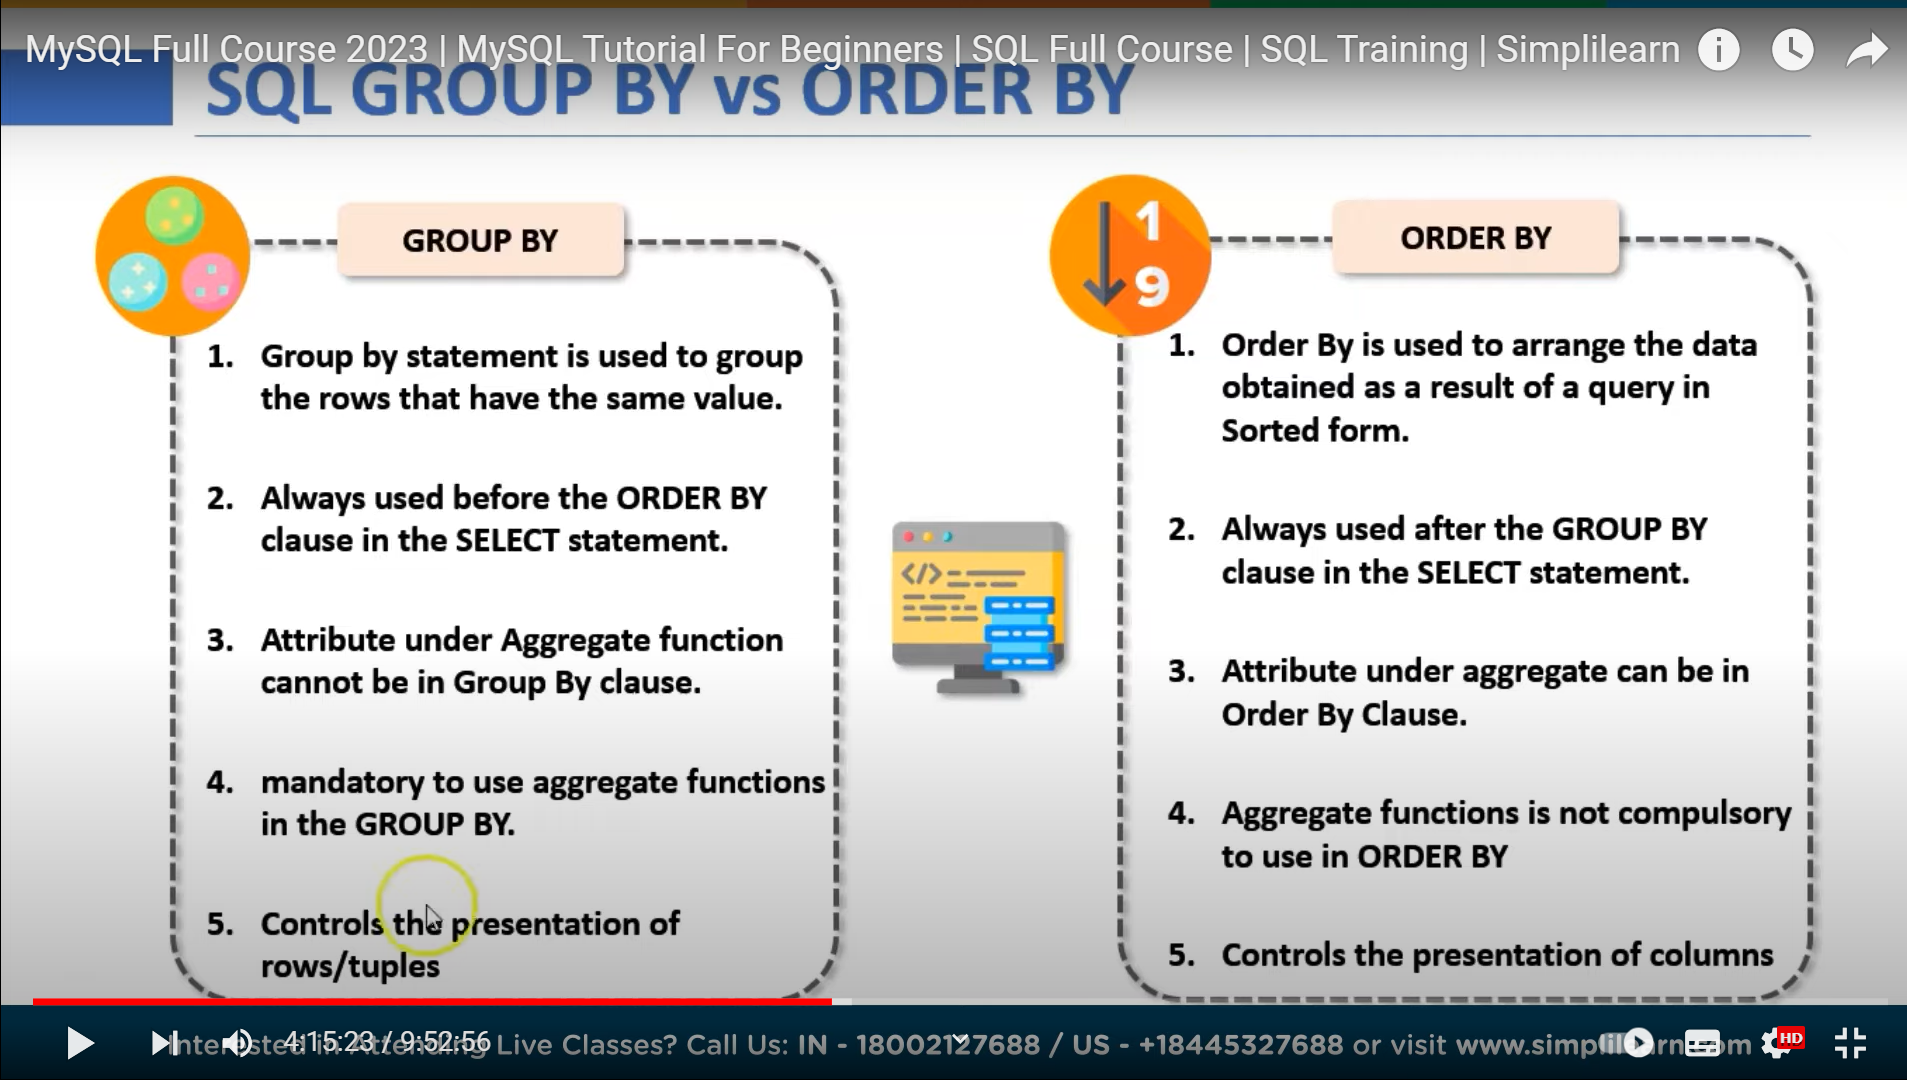 MySQL Full Course 2023 | MySQL Tutorial For Beginners | SQL Full Course | SQL Training | Simplilearn
SQL GROUP BY vs ORDER BY
GROUP BY
1. Group by statement is used to group
the rows that have the same value.
2. Always used before the ORDER BY
clause in the SELECT statement.
3. Attribute under Aggregate function
cannot be in Group By clause.
4. mandatory to use aggregate functions
in the GROUP BY.
5. Controls the presentation of
rows/tuples
1
9
ORDER BY
1. Order By is used to arrange the data
obtained as a result of a query in
Sorted form.
2. Always used after the GROUP BY
clause in the SELECT statement.
3. Attribute under aggregate can be in
Order By Clause.
4. Aggregate functions is not compulsory
to use in ORDER BY
5. Controls the presentation of columns
</>
4:15:23 / 9:52:56
Interested in Attending Live Classes? Call Us: IN - 18002127688 / US - +18445327688 or visit www.simplilearn.com
HD